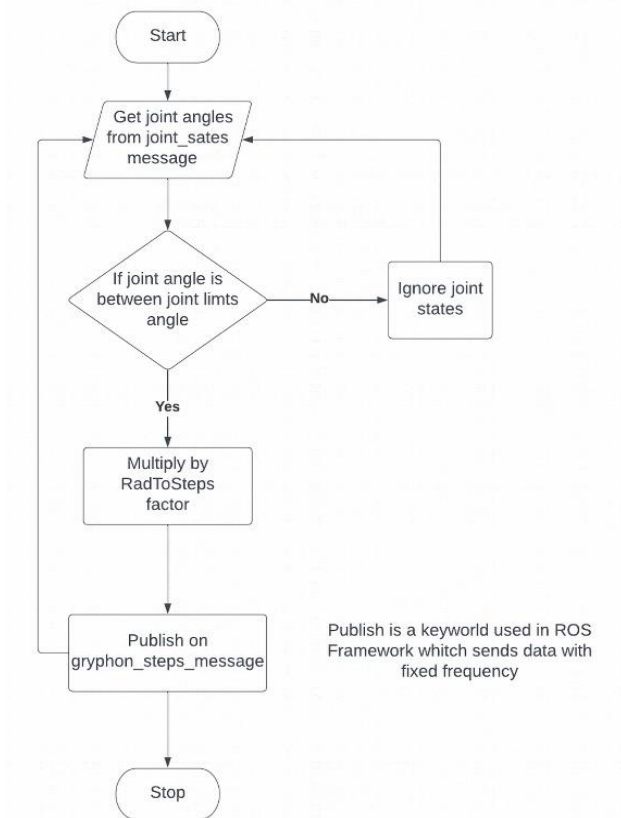 Start
Get joint angles
from joint_sates
message
If joint angle is
between joint limts
angle
No
Ignore joint
states
Yes
Multiply by
RadToSteps
factor
Publish on
gryphon_steps_message
Publish is a keyworld used in ROS
Framework whitch sends data with
fixed frequency
Stop